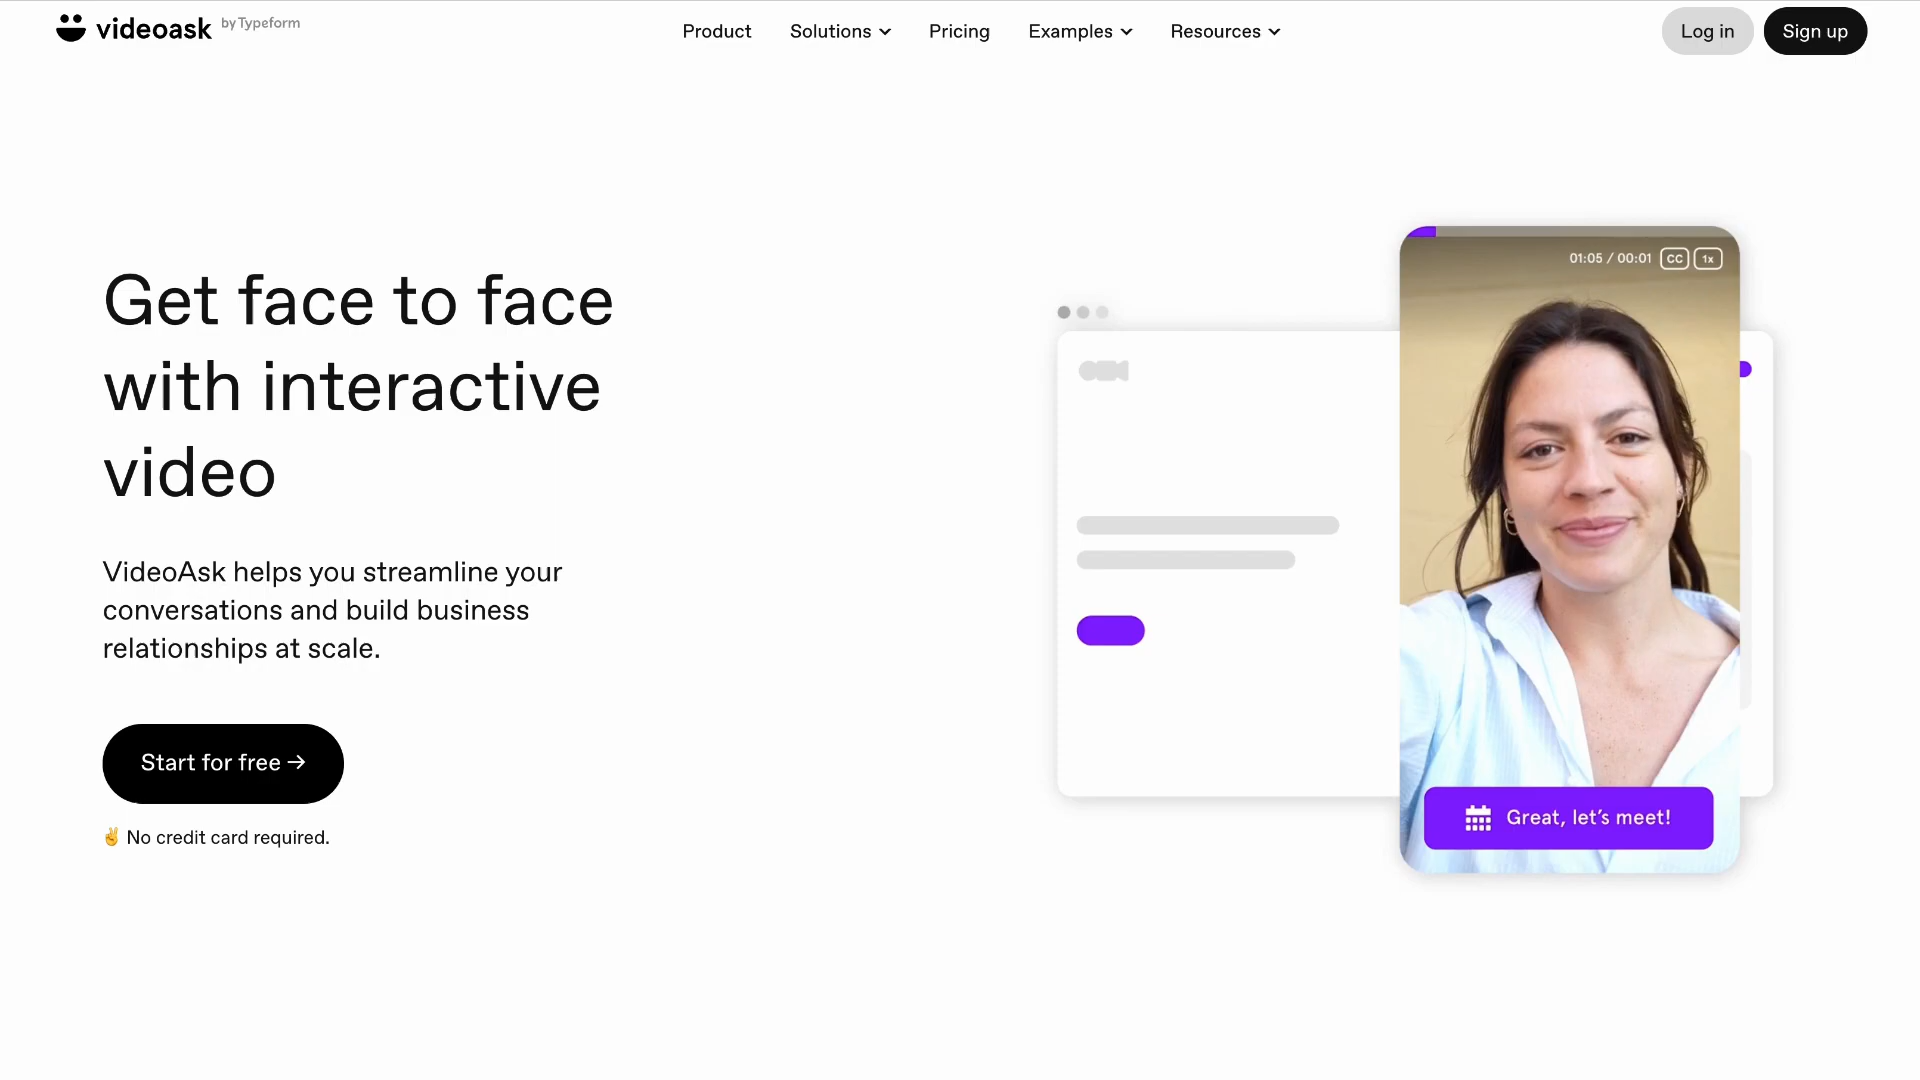 videoask by Typeform
Product Solutions Pricing Examples Resources
Log in Sign up
Get face to face
with interactive
video
VideoAsk helps you streamline your
conversations and build business
relationships at scale.
Start for free →
✌️ No credit card required.
01:05 / 00:01 CC 1x
Great, let's meet!